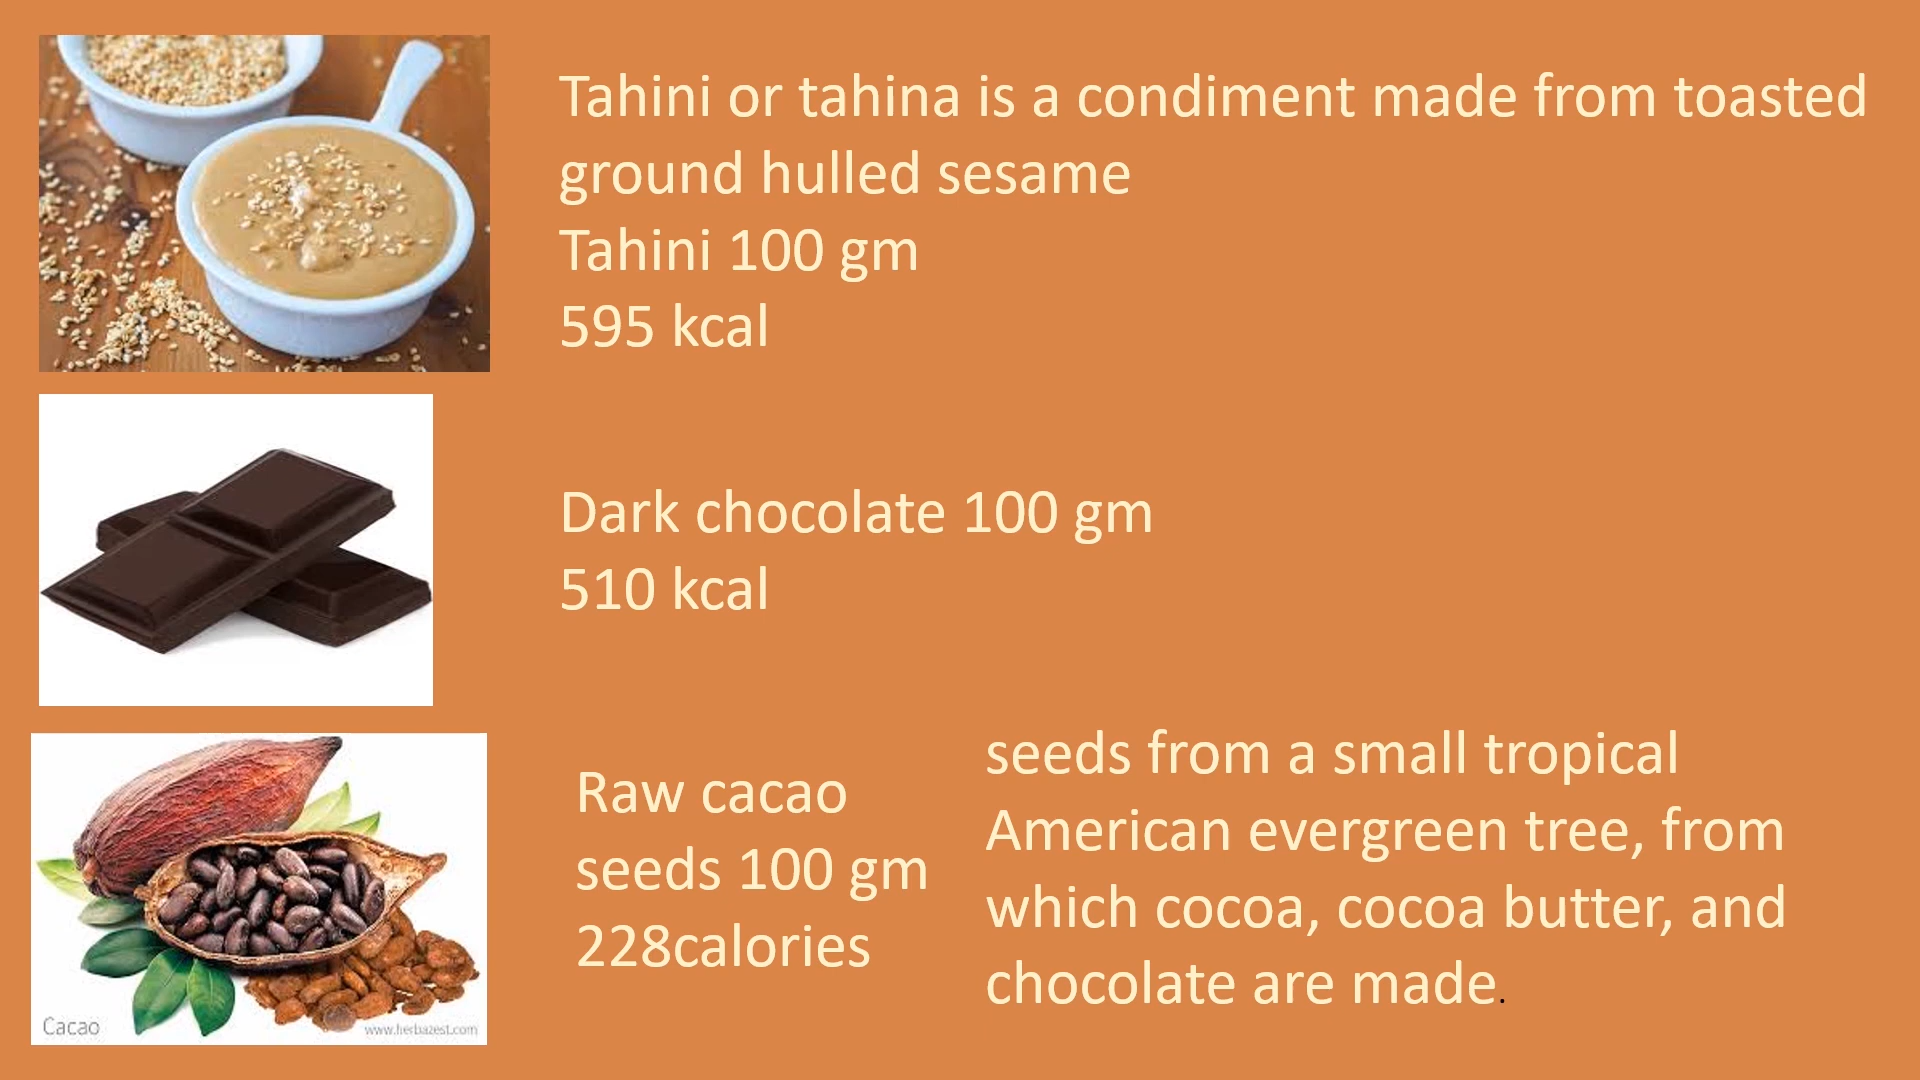 Tahini or tahina is a condiment made from toasted
ground hulled sesame
Tahini 100 gm
595 kcal
Dark chocolate 100 gm
510 kcal
Raw cacao
seeds 100 gm
228calories
seeds from a small tropical
American evergreen tree, from
which cocoa, cocoa butter, and
chocolate are made.
Cacao
www.herbazest.com